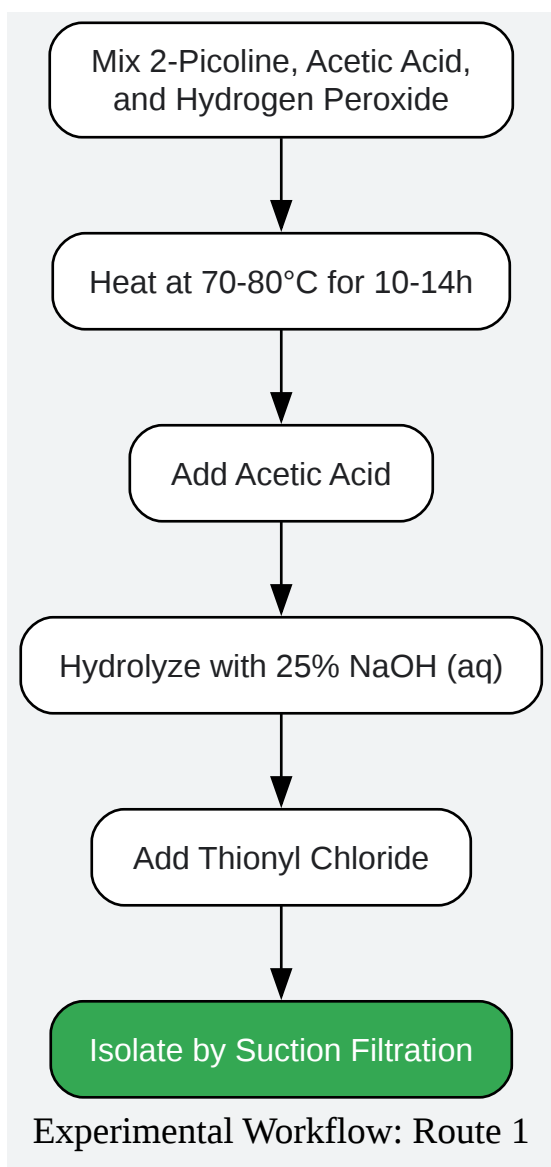 Mix 2-Picoline, Acetic Acid,
and Hydrogen Peroxide
Heat at 70-80°C for 10-14h
Add Acetic Acid
Hydrolyze with 25% NaOH (aq)
Add Thionyl Chloride
Isolate by Suction Filtration
Experimental Workflow: Route 1